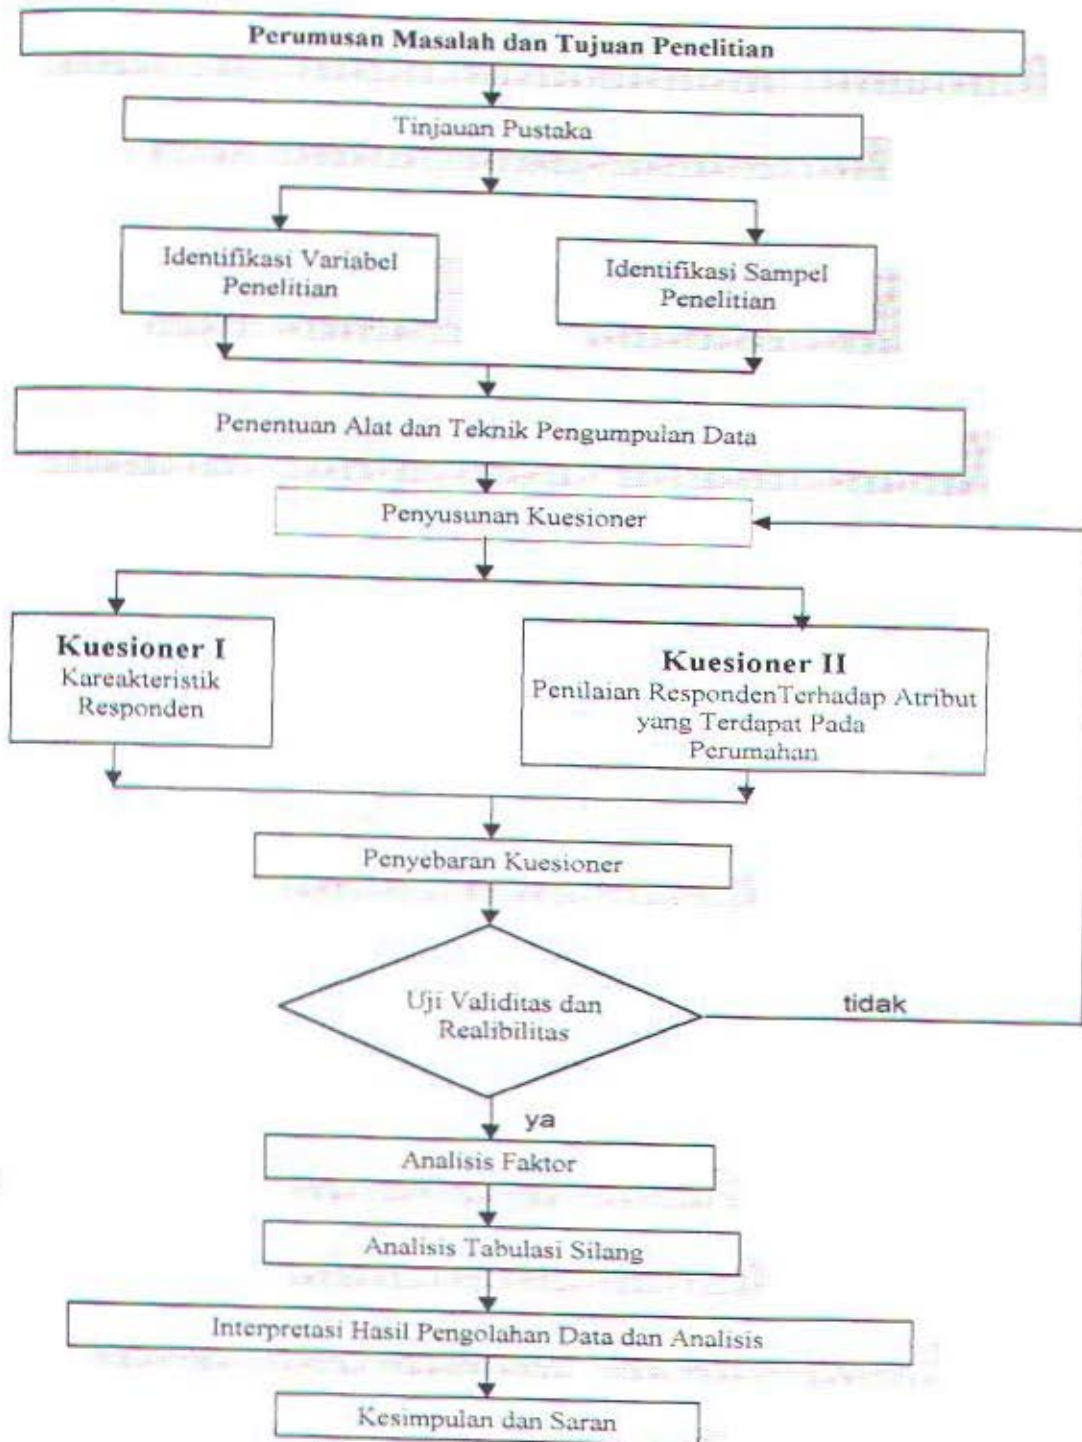 Perumusan Masalah dan Tujuan Penelitian
Tinjauan Pustaka
Identifikasi Variabel
Penelitian
Identifikasi Sampel
Penelitian
Penentuan Alat dan Teknik Pengumpulan Data
Penyusunan Kuesioner
Kuesioner I
Kareakteristik
Responden
Kuesioner II
Penilaian RespondenTerhadap Atribut
yang Terdapat Pada
Perumahan
Penyebaran Kuesioner
Uji Validitas dan
Realibilitas
tidak
ya
Analisis Faktor
Analisis Tabulasi Silang
Interpretasi Hasil Pengolahan Data dan Analisis
Kesimpulan dan Saran